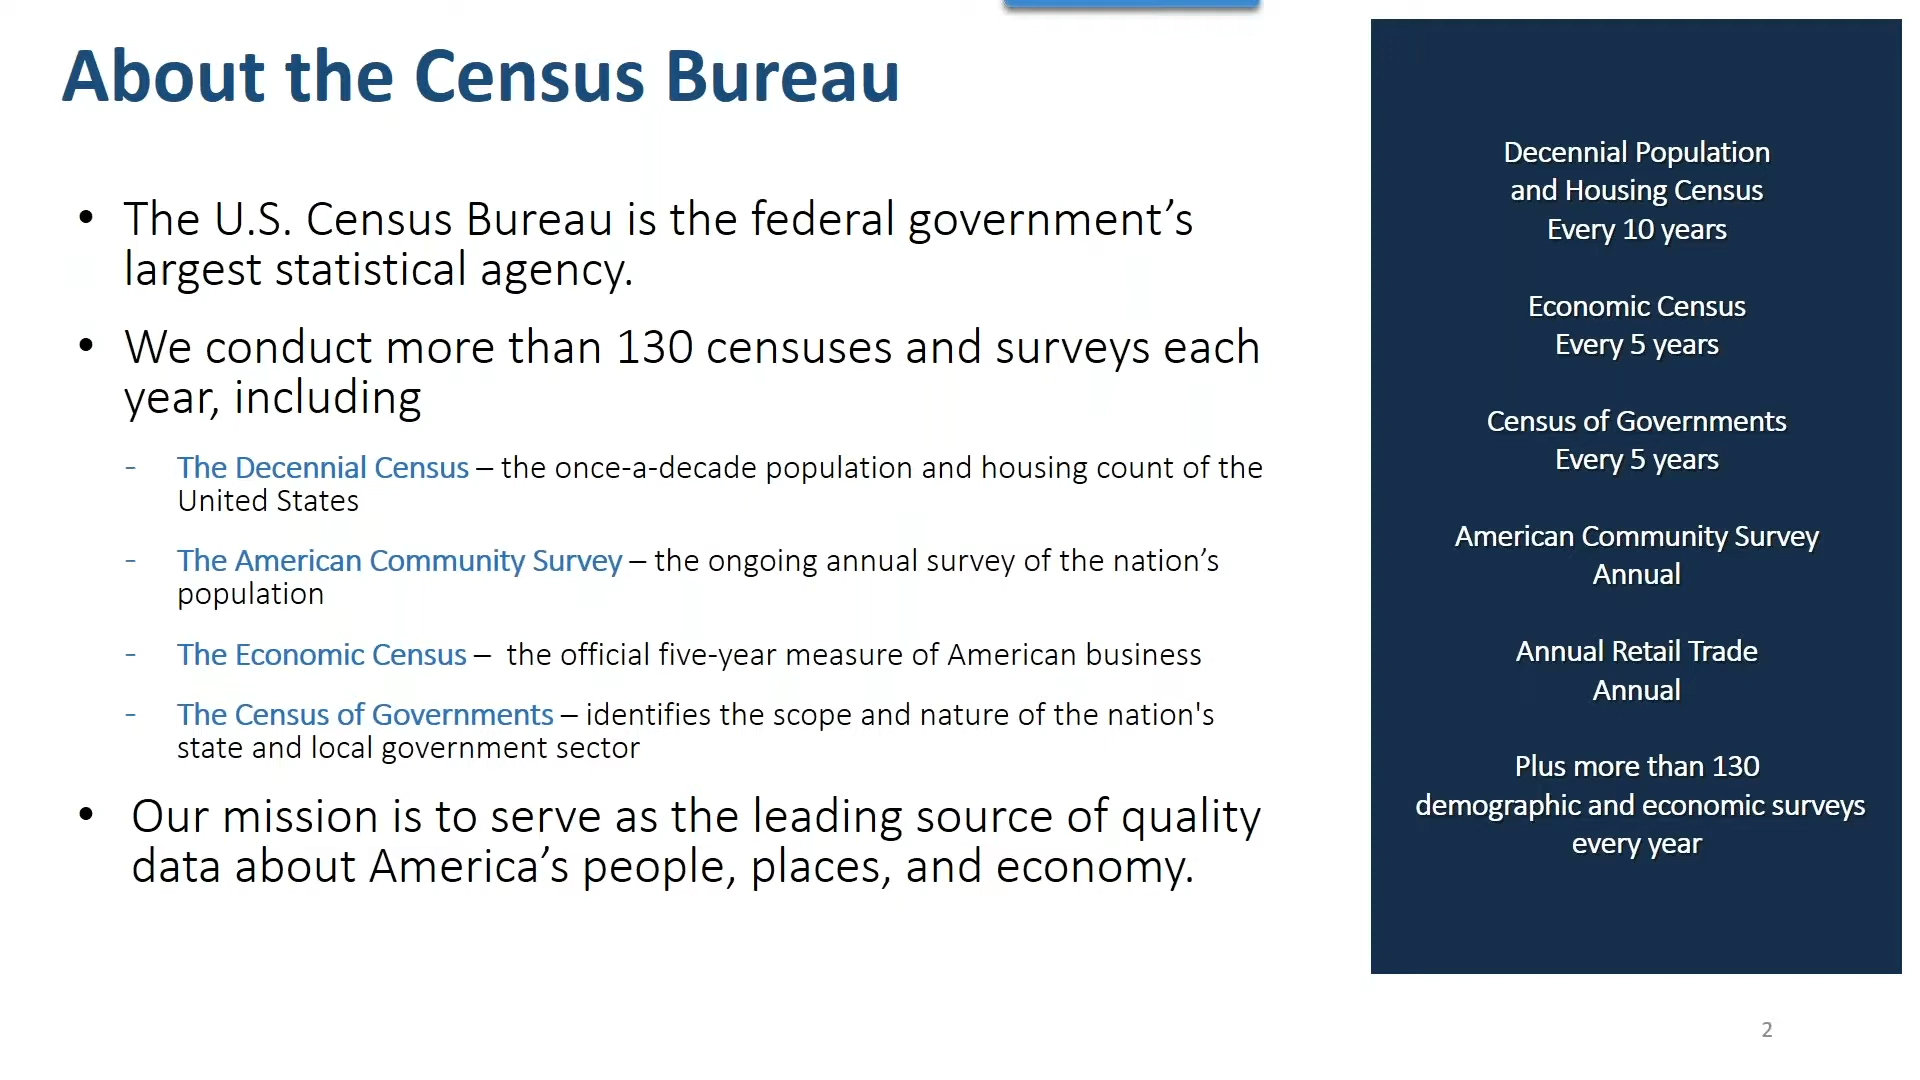 About the Census Bureau
• The U.S. Census Bureau is the federal government’s
largest statistical agency.
• We conduct more than 130 censuses and surveys each
year, including
- The Decennial Census – the once-a-decade population and housing count of the
United States
- The American Community Survey – the ongoing annual survey of the nation’s
population
- The Economic Census – the official five-year measure of American business
- The Census of Governments – identifies the scope and nature of the nation's
state and local government sector
• Our mission is to serve as the leading source of quality
data about America’s people, places, and economy.
Decennial Population
and Housing Census
Every 10 years
Economic Census
Every 5 years
Census of Governments
Every 5 years
American Community Survey
Annual
Annual Retail Trade
Annual
Plus more than 130
demographic and economic surveys
every year
2